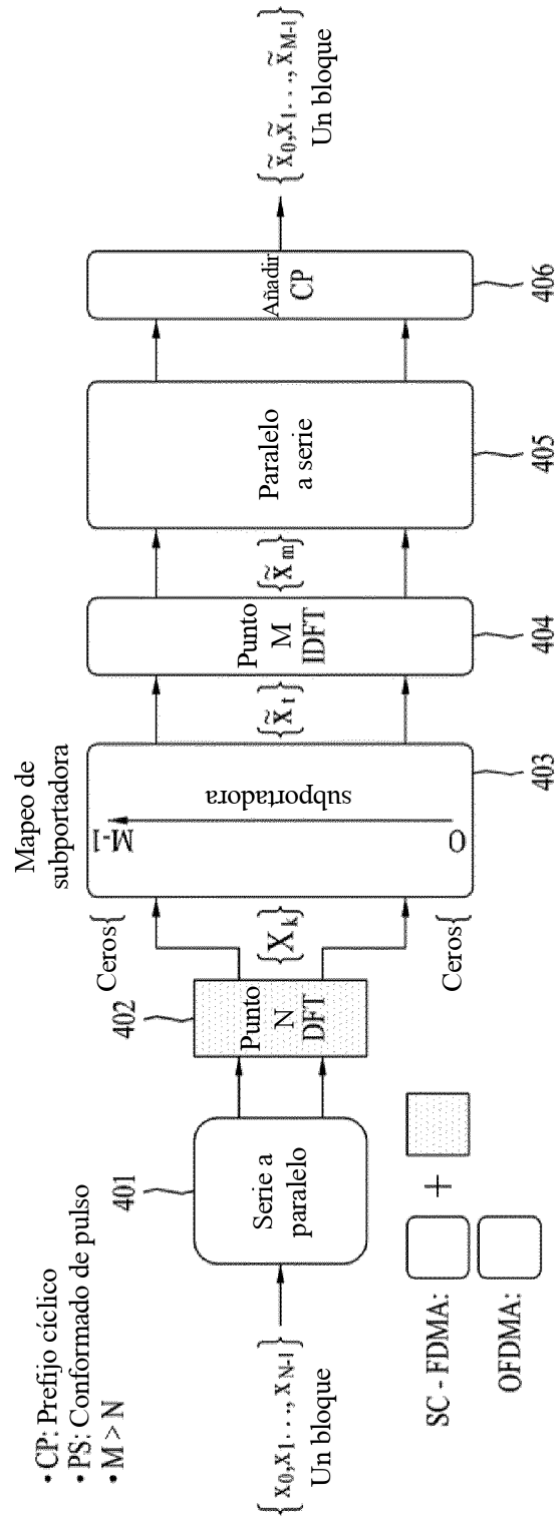 • CP: Prefijo cíclico
• PS: Conformado de pulso
• M > N
{x0,x1...,xN-1}
Un bloque
401
Serie a
paralelo
402
Punto
N
DFT
Ceros{
{Xk}
Ceros{
Mapeo de
subportadora
M-1
subportadora
0
403
{X̃t}
Punto
M
IDFT
404
{X̃m}
Paralelo
a serie
405
Añadir
CP
406
{x̃0,x̃1...,x̃M-1}
Un bloque
SC - FDMA:
+
OFDMA: